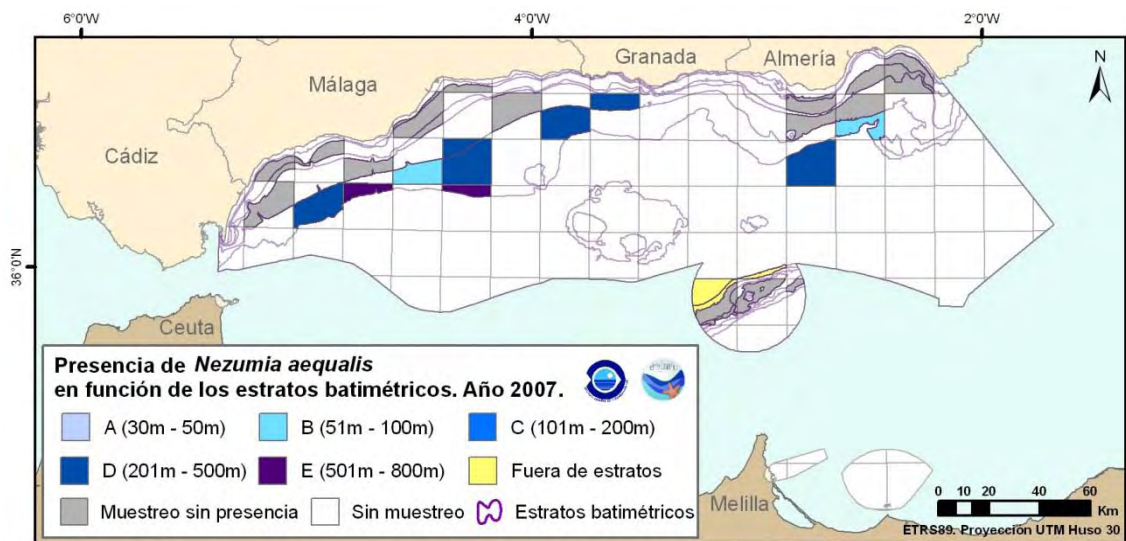 6°0'W
4°0'W
2°0'W
Granada
Almería
Málaga
N
Cádiz
36°0'N
Ceuta
Presencia de Nezumia aequalis
en función de los estratos batimétricos. Año 2007.
A (30m - 50m)
B (51m - 100m)
C (101m - 200m)
D (201m - 500m)
E (501m - 800m)
Fuera de estratos
Muestreo sin presencia
Sin muestreo
Estratos batimétricos
Melilla
0 10 20 40 60
Km
ETRS89. Proyección UTM Huso 30